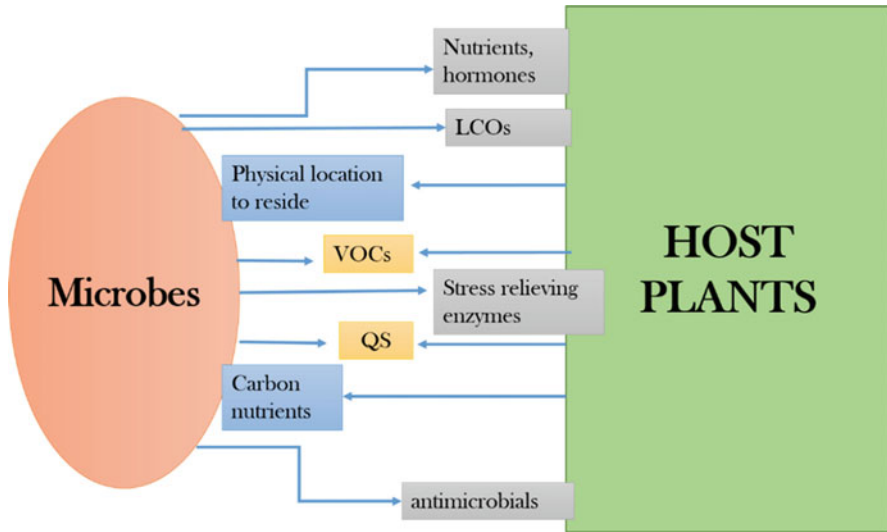 Nutrients,
hormones
LCOs
Physical location
to reside
VOCs
HOST
PLANTS
Microbes
Stress relieving
enzymes
QS
Carbon
nutrients
antimicrobials